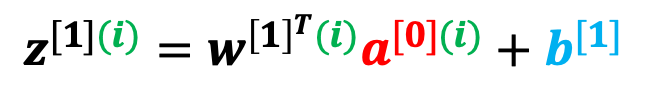 z^{[1](i)} = w^{[1]^T (i)} a^{[0](i)} + b^{[1]}